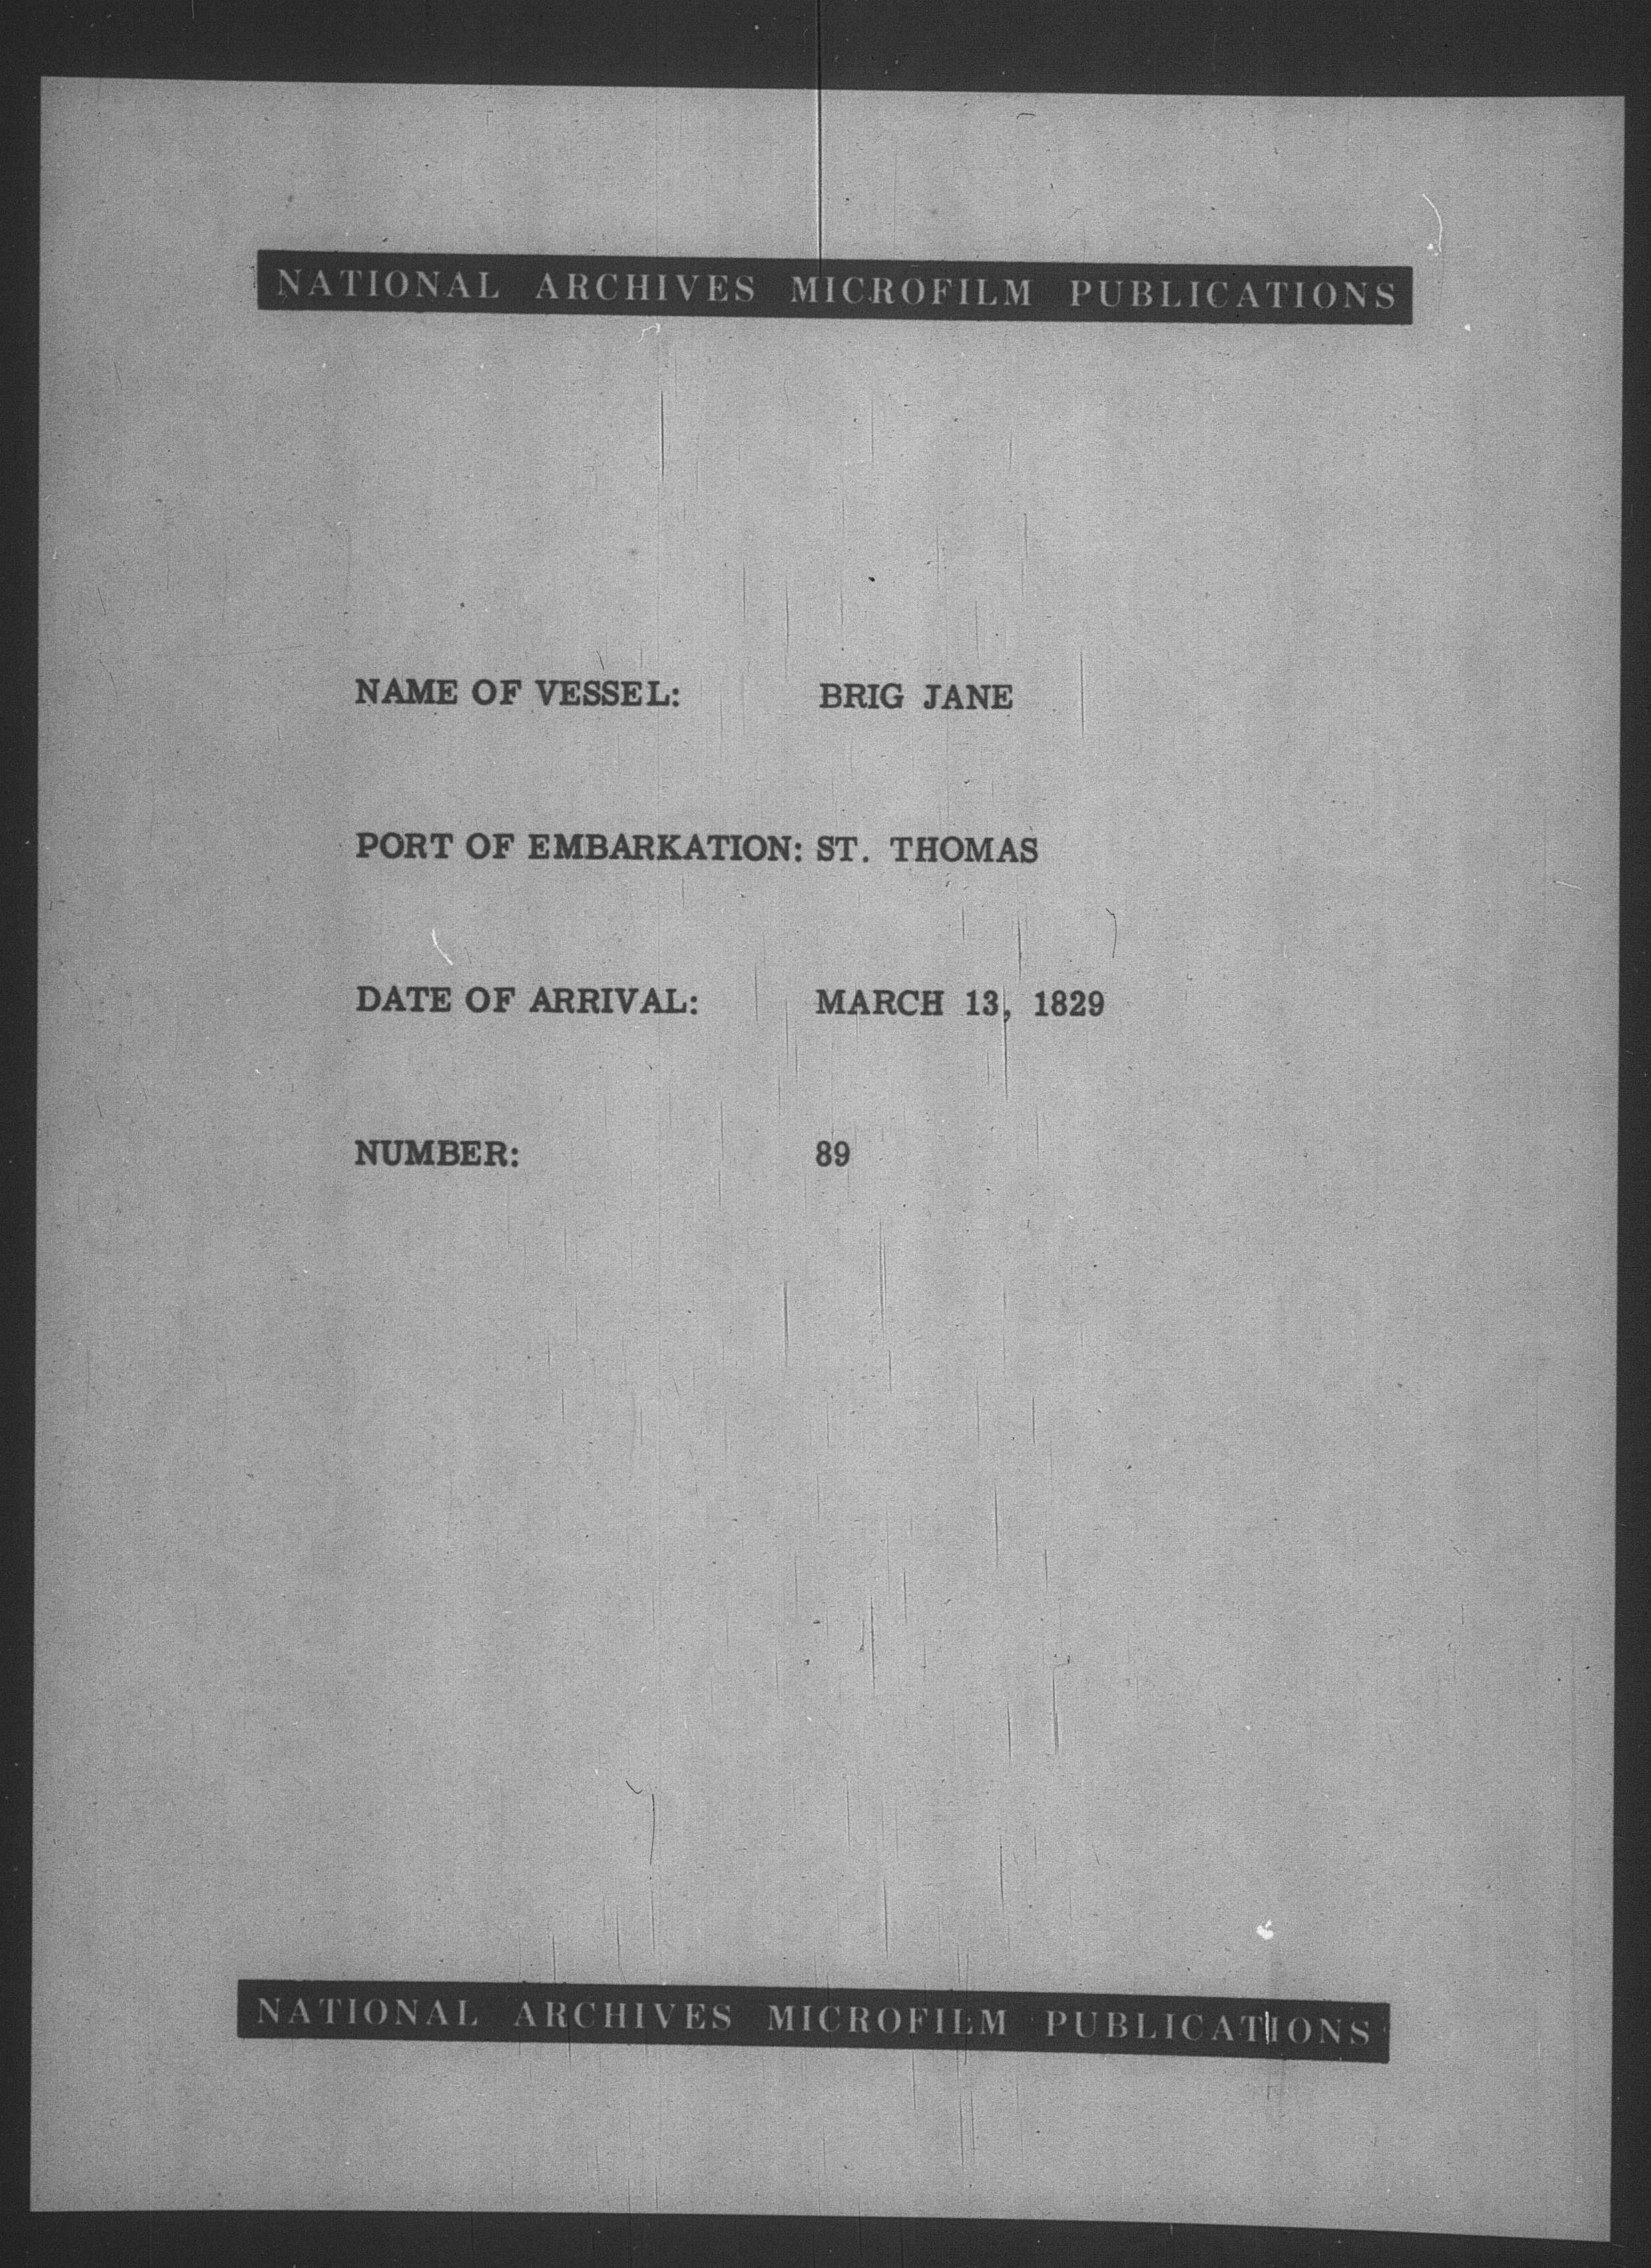 NATIONAL ARCHIVES MICROFILM PUBLICATIONS
NAME OF VESSEL: BRIG JANE
PORT OF EMBARKATION: ST. THOMAS
DATE OF ARRIVAL: MARCH 13, 1829
NUMBER: 89
NATIONAL ARCHIVES MICROFILM PUBLICATIONS